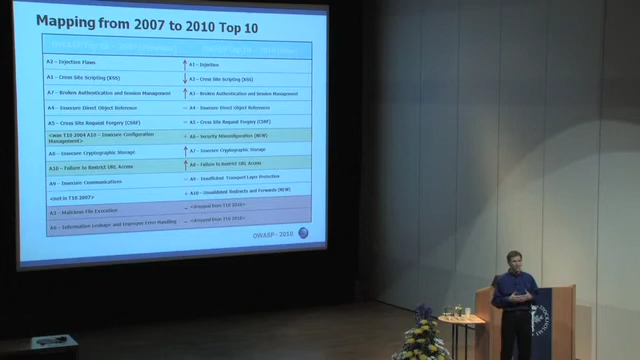 Mapping from 2007 to 2010 Top 10
A2 – Injection Flaws
A1 – Injection
A1 – Cross Site Scripting (XSS)
A2 – Cross Site Scripting (XSS)
A7 – Broken Authentication and Session Management
A3 – Broken Authentication and Session Management
A4 – Insecure Direct Object Reference
= A4 – Insecure Direct Object References
A5 – Cross Site Request Forgery (CSRF)
= A5 – Cross Site Request Forgery (CSRF)
<was T10 2004 A10 – Insecure Configuration
Management>
+ A6 – Security Misconfiguration (NEW)
A8 – Insecure Cryptographic Storage
A7 – Insecure Cryptographic Storage
A10 – Failure to Restrict URL Access
A8 – Failure to Restrict URL Access
A9 – Insecure Communications
= A9 – Insufficient Transport Layer Protection
<not in T10 2007>
+ A10 – Unvalidated Redirects and Forwards (NEW)
A3 – Malicious File Execution
– <dropped from T10 2010>
A6 – Information Leakage and Improper Error Handling
– <dropped from T10 2010>
OWASP - 2010